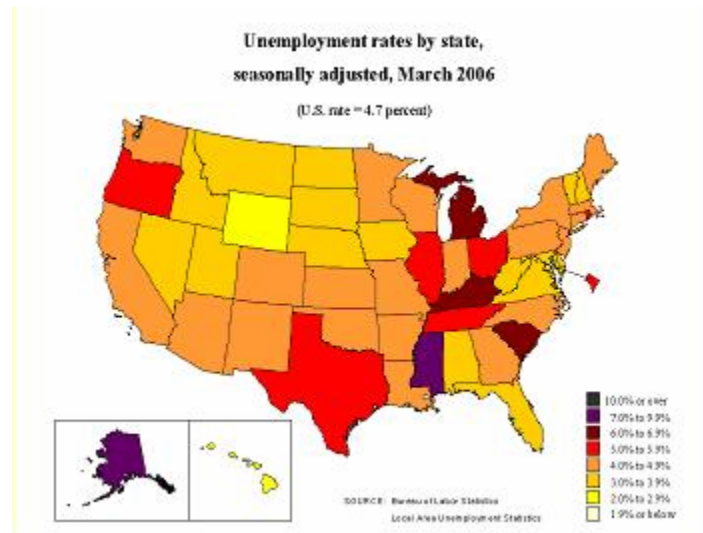 Unemployment rates by state,
seasonally adjusted, March 2006
(U.S. rate = 4.7 percent)
10.0% or over
7.0% to 9.9%
6.0% to 6.9%
5.0% to 5.9%
4.0% to 4.9%
3.0% to 3.9%
2.0% to 2.9%
1.9% or below
SOURCE: Bureau of Labor Statistics
Local Area Unemployment Statistics